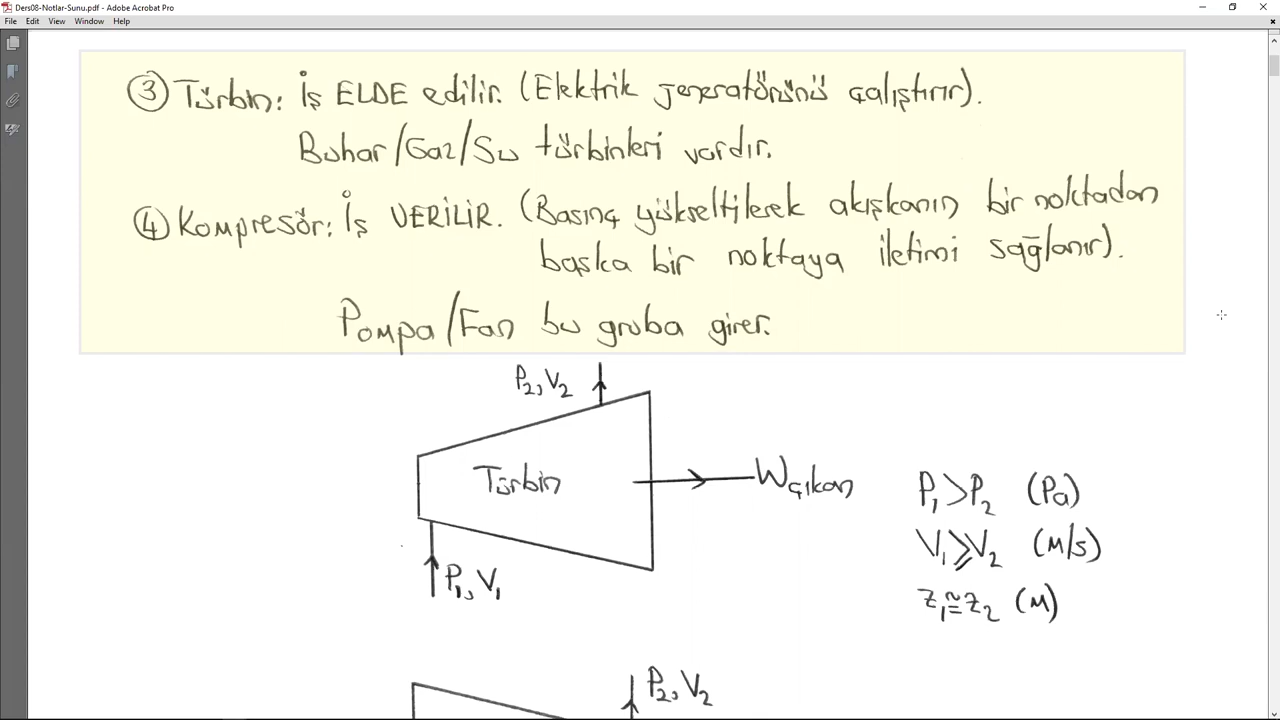 Ders08-Notlar-Sunu.pdf - Adobe Acrobat Pro
File Edit View Window Help
③ Türbin: İş ELDE edilir. (Elektrik jeneratörünü çalıştırır).
Buhar/Gaz/Su türbinleri vardır.
④ Kompresör: İş VERİLİR. (Basınç yükseltilerek akışkanın bir noktadan
başka bir noktaya iletimi sağlanır).
Pompa/Fan bu gruba girer.
P₂, V₂
Türbin
Wçıkan
P₁, V₁
P₁>P₂ (Pa)
V₁⩾V₂ (m/s)
z₁≅z₂ (m)
P₂, V₂